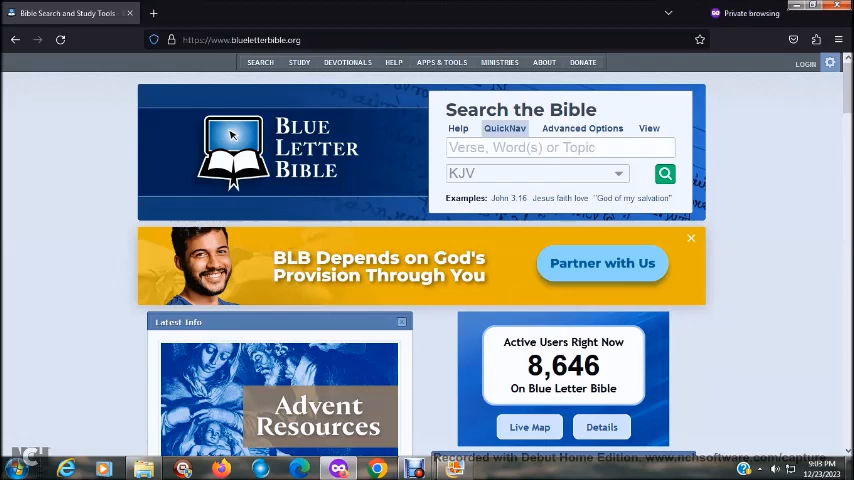 Bible Search and Study Tools
Private browsing
https://www.blueletterbible.org
SEARCH STUDY DEVOTIONALS HELP APPS & TOOLS MINISTRIES ABOUT DONATE
LOGIN
BLUE
LETTER
BIBLE
Search the Bible
Help QuickNav Advanced Options View
Verse, Word(s) or Topic
KJV
Examples: John 3:16 Jesus faith love "God of my salvation"
BLB Depends on God's
Provision Through You
Partner with Us
Latest Info
Advent
Resources
Active Users Right Now
8,646
On Blue Letter Bible
Live Map Details
NCH
Recorded with Debut Home Edition. www.nchsoftware.com/capture
9:03 PM
12/23/2023